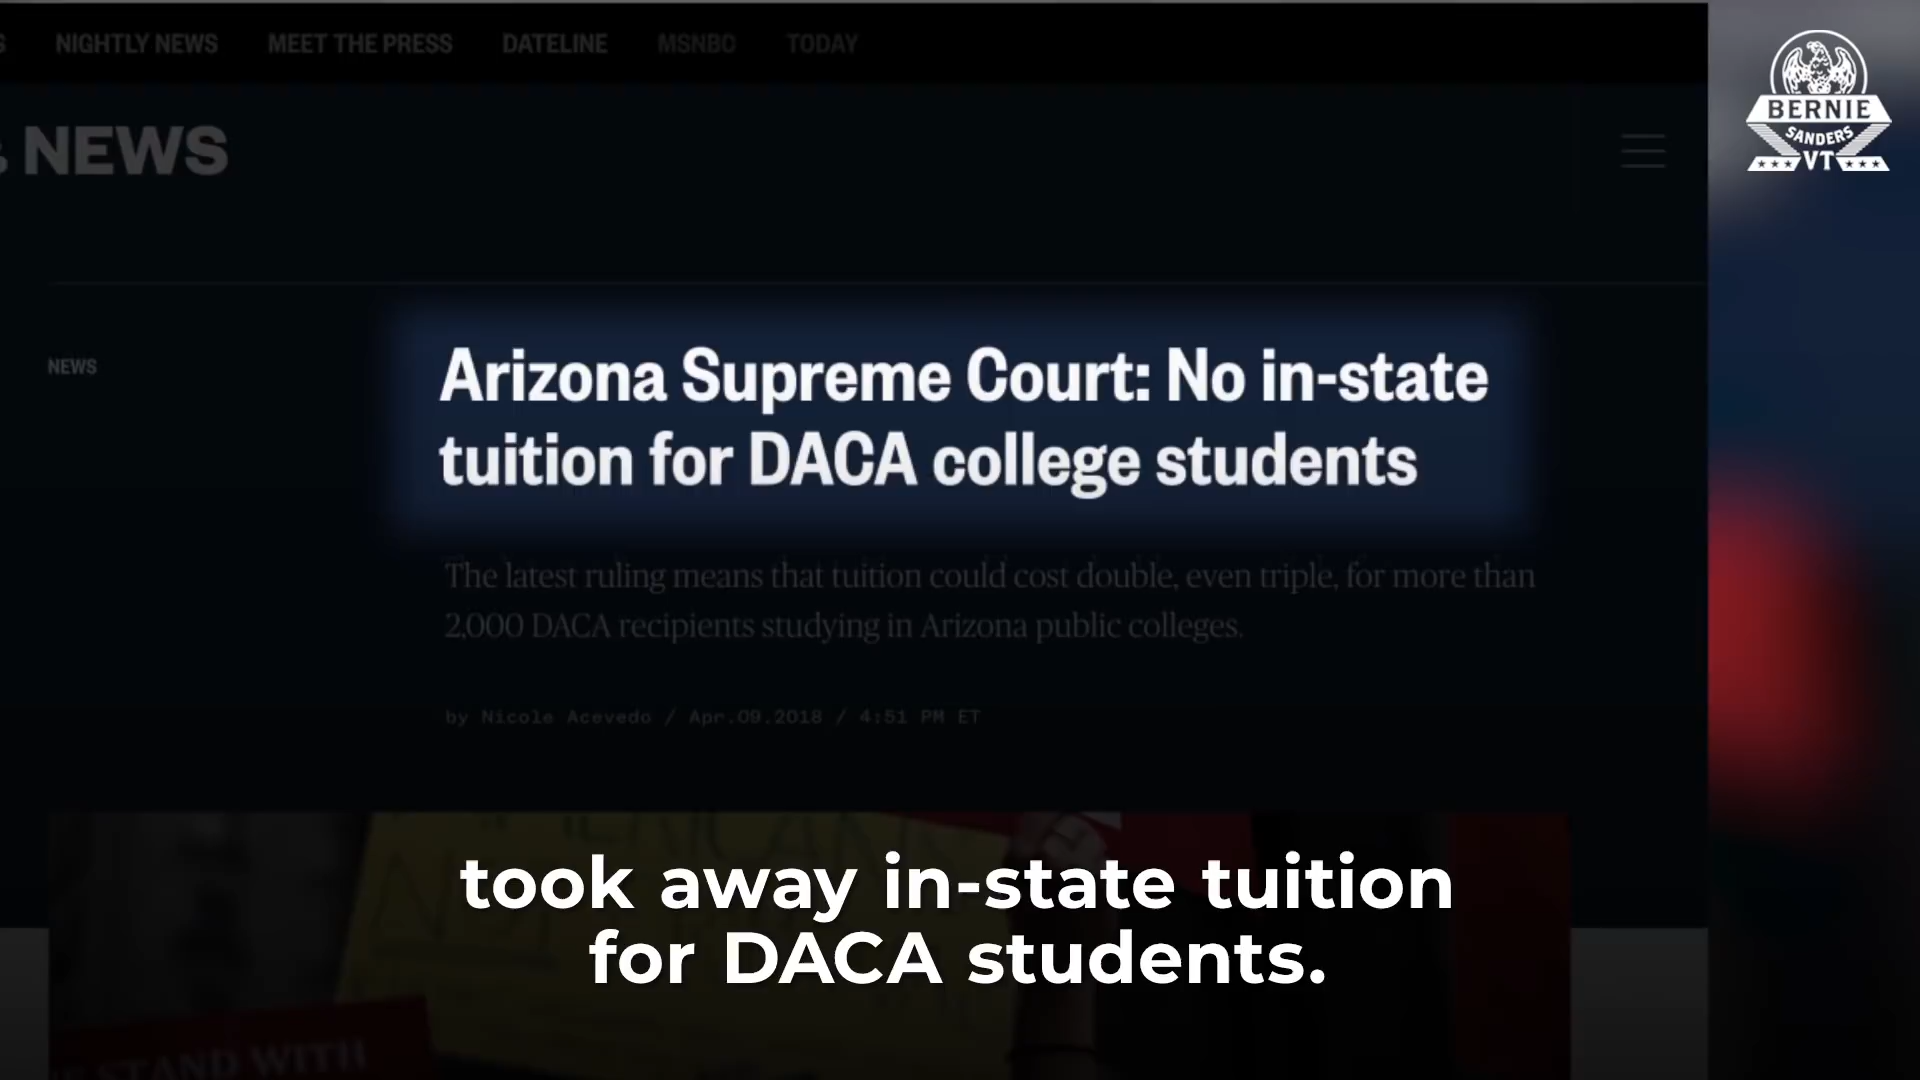 NIGHTLY NEWS MEET THE PRESS DATELINE MSNBC TODAY
NEWS
BERNIE
SANDERS
VT
NEWS
Arizona Supreme Court: No in-state
tuition for DACA college students
The latest ruling means that tuition could cost double, even triple, for more than
2,000 DACA recipients studying in Arizona public colleges.
by Nicole Acevedo / Apr.09.2018 / 4:51 PM ET
took away in-state tuition
for DACA students.
STAND WITH